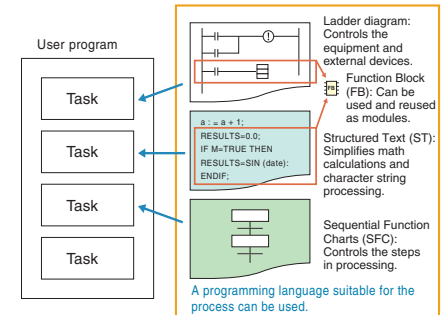 User program
Task
Task
Task
Task
Ladder diagram:
Controls the
equipment and
external devices.
FB
Function Block
(FB): Can be
used and reused
as modules.
a : = a + 1;
RESULTS=0.0;
IF M=TRUE THEN
RESULTS=SIN (date):
ENDIF;
Structured Text (ST):
Simplifies math
calculations and
character string
processing.
Sequential Function
Charts (SFC):
Controls the steps
in processing.
A programming language suitable for the
process can be used.